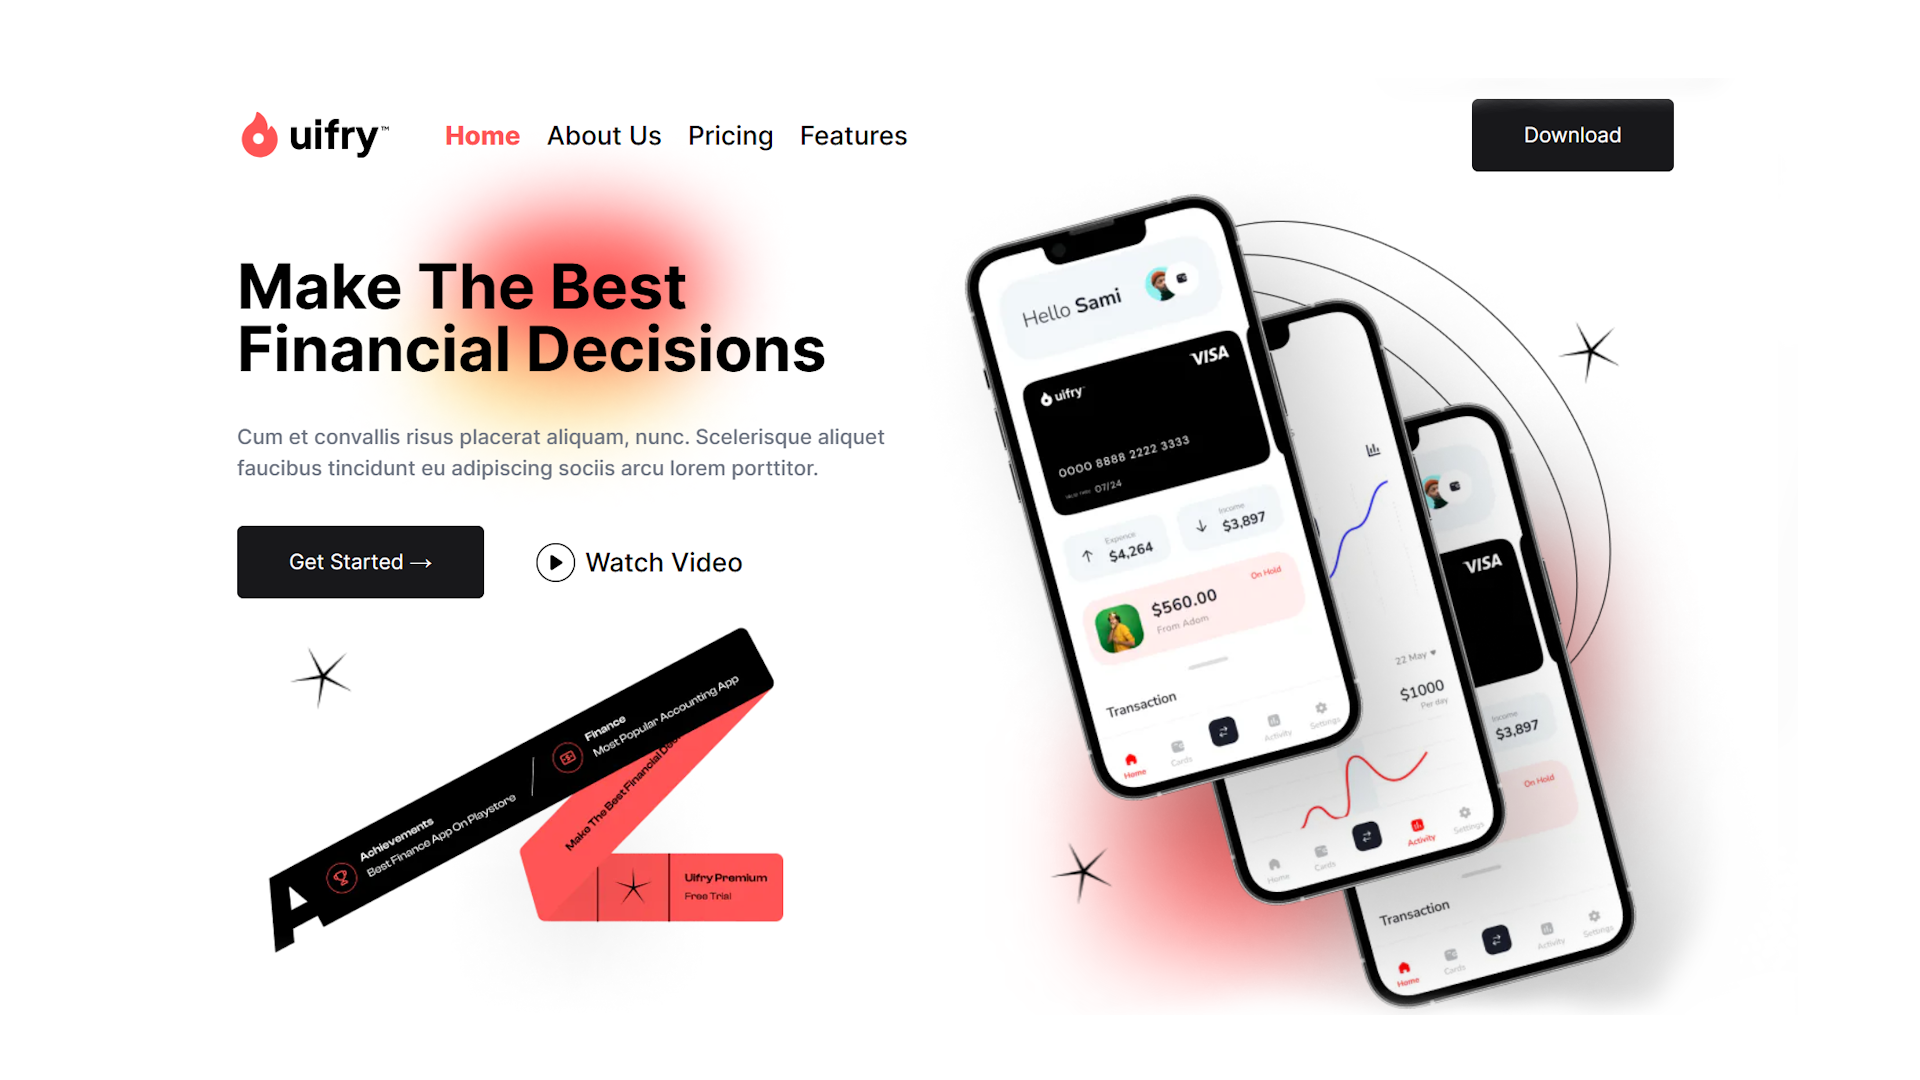 uifry™
Home
About Us
Pricing
Features
Download
Make The Best
Financial Decisions
Cum et convallis risus placerat aliquam, nunc. Scelerisque aliquet
faucibus tincidunt eu adipiscing sociis arcu lorem porttitor.
Get Started →
Watch Video
Achievements
Best Finance App On Playstore
Finance
Most Popular Accounting App
Make The Best Financial Dec
Uifry Premium
Free Trial
A
Hello Sami
VISA
uifry
0000 8888 2222 3333
VALID THRU 07/24
Expence
$4,264
Income
$3,897
On Hold
$560.00
From Adom
Transaction
Home
Cards
Activity
Settings
22 May
$1000
Per day
Home
Cards
Activity
Settings
VISA
Income
$3,897
On Hold
Transaction
Home
Cards
Activity
Settings